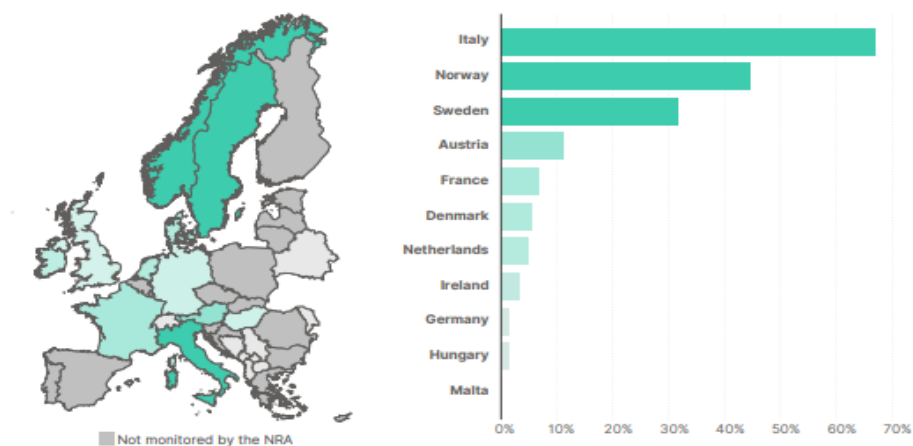 Italy
Norway
Sweden
Austria
France
Denmark
Netherlands
Ireland
Germany
Hungary
Malta
0% 10% 20% 30% 40% 50% 60% 70%
Not monitored by the NRA